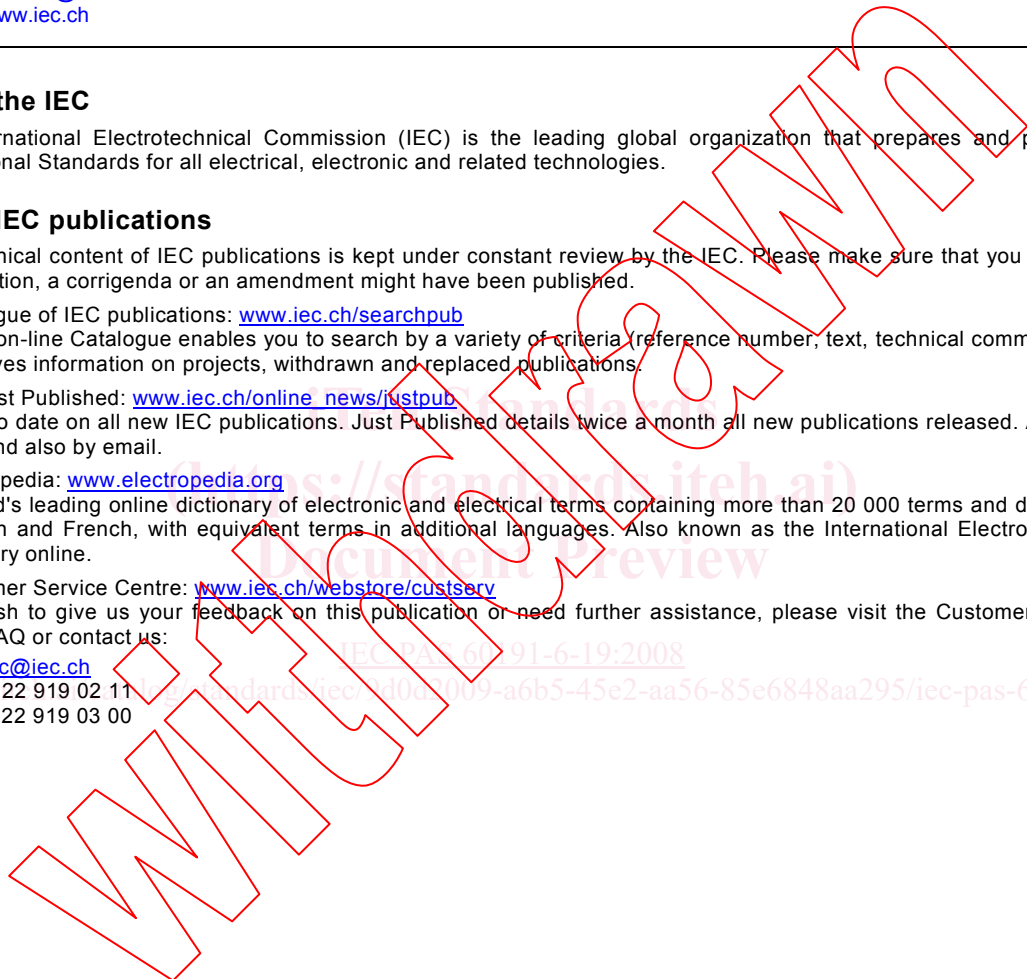 ww.iec.ch
the IEC
rnational Electrotechnical Commission (IEC) is the leading global organization that prepares and p
onal Standards for all electrical, electronic and related technologies.
IEC publications
nical content of IEC publications is kept under constant review by the IEC. Please make sure that you
tion, a corrigenda or an amendment might have been published.
gue of IEC publications: www.iec.ch/searchpub
on-line Catalogue enables you to search by a variety of criteria (reference number, text, technical comm
ves information on projects, withdrawn and replaced publications.
iTeh Standards
st Published: www.iec.ch/online_news/justpub
o date on all new IEC publications. Just Published details twice a month all new publications released. A
nd also by email.
(https://standards.iteh.ai)
pedia: www.electropedia.org
d's leading online dictionary of electronic and electrical terms containing more than 20 000 terms and d
n and French, with equivalent terms in additional languages. Also known as the International Electro
ry online.
Document Preview
mer Service Centre: www.iec.ch/webstore/custserv
sh to give us your feedback on this publication or need further assistance, please visit the Customer
AQ or contact us:
IEC PAS 60191-6-19:2008
c@iec.ch
22 919 02 11
og/standards/iec/9d0d2009-a6b5-45e2-aa56-85e6848aa295/iec-pas-6
22 919 03 00
withdrawn